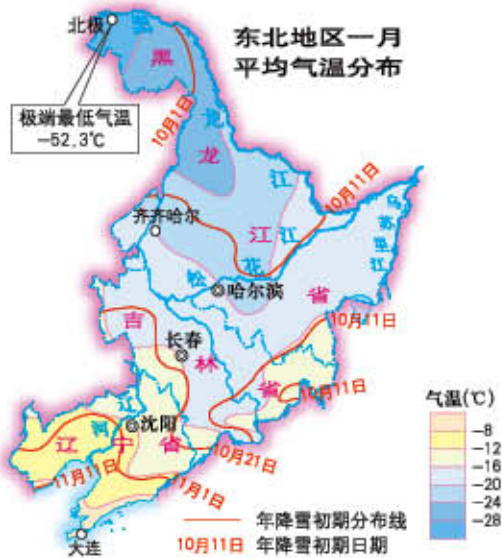 东北地区一月
平均气温分布
北极
极端最低气温
-52.3℃
黑
龙
江
省
黑
龙
江
10月1日
10月11日
乌
苏
里
江
齐齐哈尔
松
花
江
哈尔滨
10月11日
吉
林
省
长春
10月11日
辽
宁
省
辽
河
沈阳
10月21日
11月11日
11月1日
大连
气温(℃)
-8
-12
-16
-20
-24
-28
年降雪初期分布线
10月11日 年降雪初期日期